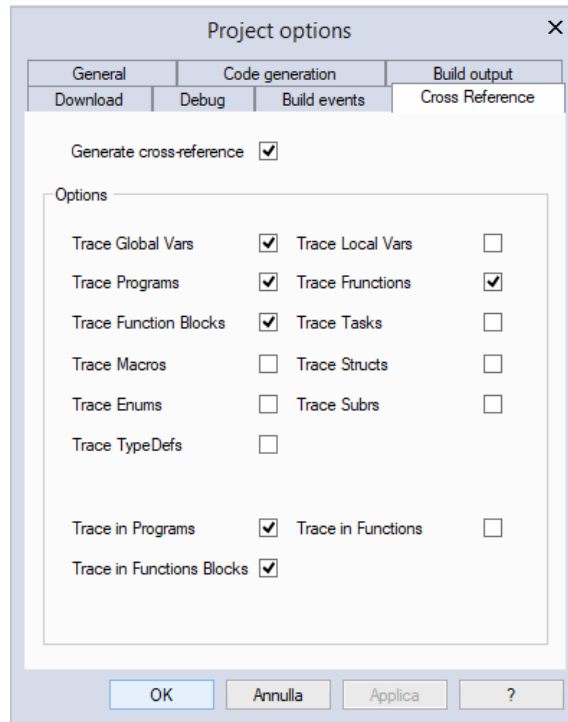 Project options
General Code generation Build output
Download Debug Build events Cross Reference
Generate cross-reference
Options
Trace Global Vars Trace Local Vars
Trace Programs Trace Frunctions
Trace Function Blocks Trace Tasks
Trace Macros Trace Structs
Trace Enums Trace Subrs
Trace TypeDefs
Trace in Programs Trace in Functions
Trace in Functions Blocks
OK Annulla Applica ?